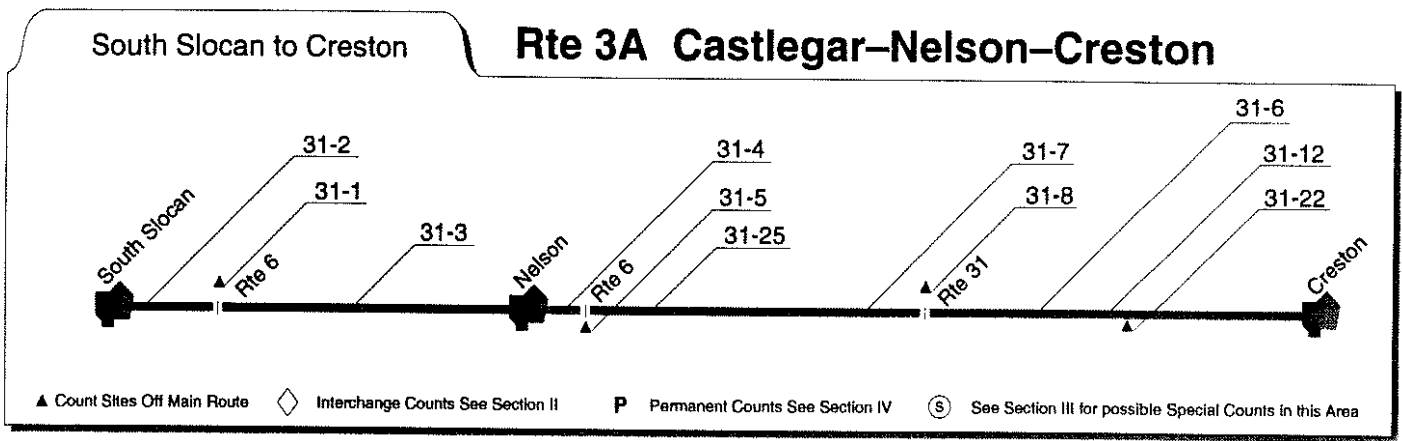 South Slocan to Creston
Rte 3A Castlegar–Nelson–Creston
31-2
31-1
South Slocan
Rte 6
31-3
31-4
31-5
31-25
Nelson
Rte 6
31-7
31-8
Rte 31
31-6
31-12
31-22
Creston
▲ Count Sites Off Main Route
Interchange Counts See Section II
P Permanent Counts See Section IV
S See Section III for possible Special Counts in this Area